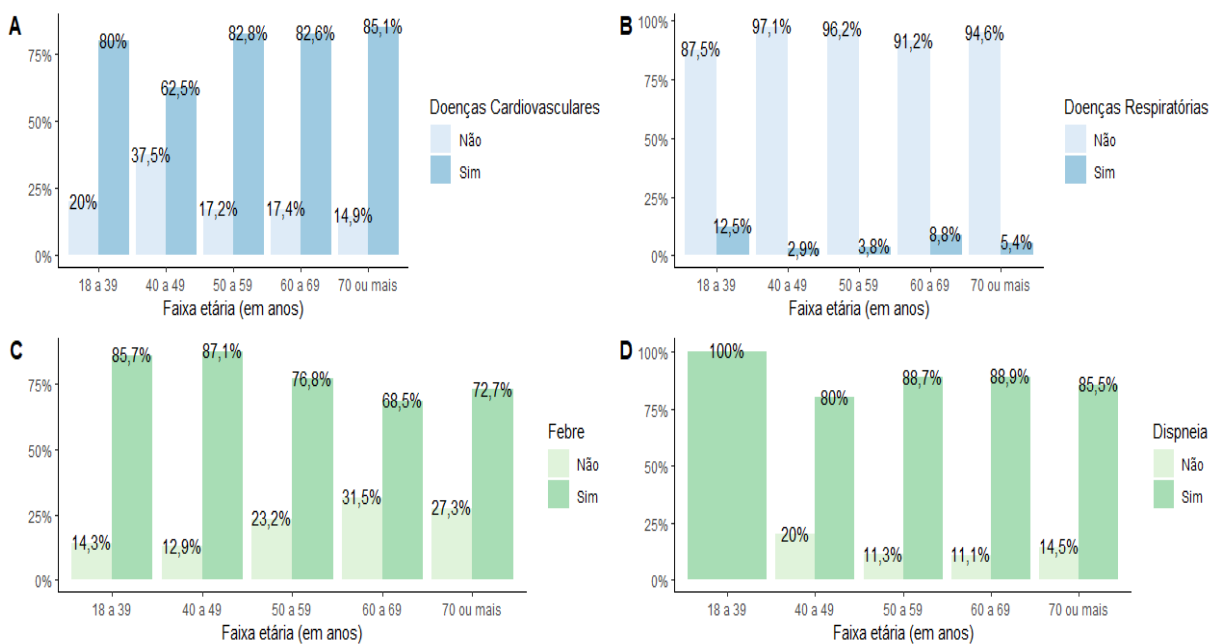 A
75%
50%
25%
0%
20%
80%
37,5%
62,5%
17,2%
82,8%
17,4%
82,6%
14,9%
85,1%
18 a 39
40 a 49
50 a 59
60 a 69
70 ou mais
Faixa etária (em anos)
Doenças Cardiovasculares
Não
Sim
B
100%
75%
50%
25%
0%
87,5%
12,5%
97,1%
2,9%
96,2%
3,8%
91,2%
8,8%
94,6%
5,4%
18 a 39
40 a 49
50 a 59
60 a 69
70 ou mais
Faixa etária (em anos)
Doenças Respiratórias
Não
Sim
C
75%
50%
25%
0%
14,3%
85,7%
12,9%
87,1%
23,2%
76,8%
31,5%
68,5%
27,3%
72,7%
18 a 39
40 a 49
50 a 59
60 a 69
70 ou mais
Faixa etária (em anos)
Febre
Não
Sim
D
100%
75%
50%
25%
0%
100%
20%
80%
11,3%
88,7%
11,1%
88,9%
14,5%
85,5%
18 a 39
40 a 49
50 a 59
60 a 69
70 ou mais
Faixa etária (em anos)
Dispneia
Não
Sim